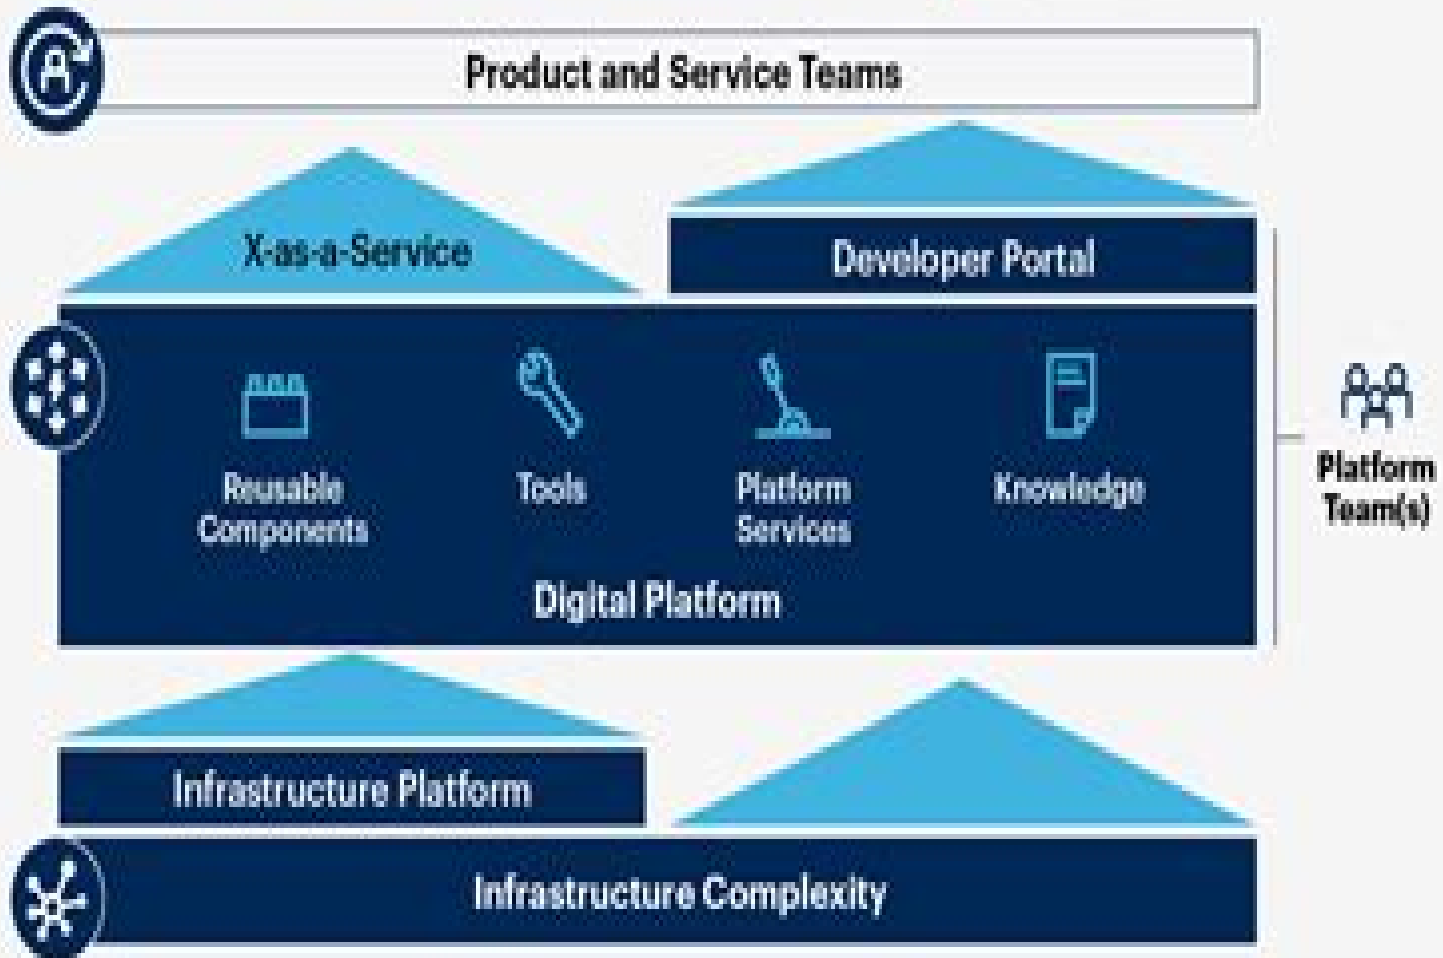 Product and Service Teams
X-as-a-Service
Developer Portal
Reusable
Components
Tools
Platform
Services
Knowledge
Digital Platform
Platform
Team(s)
Infrastructure Platform
Infrastructure Complexity